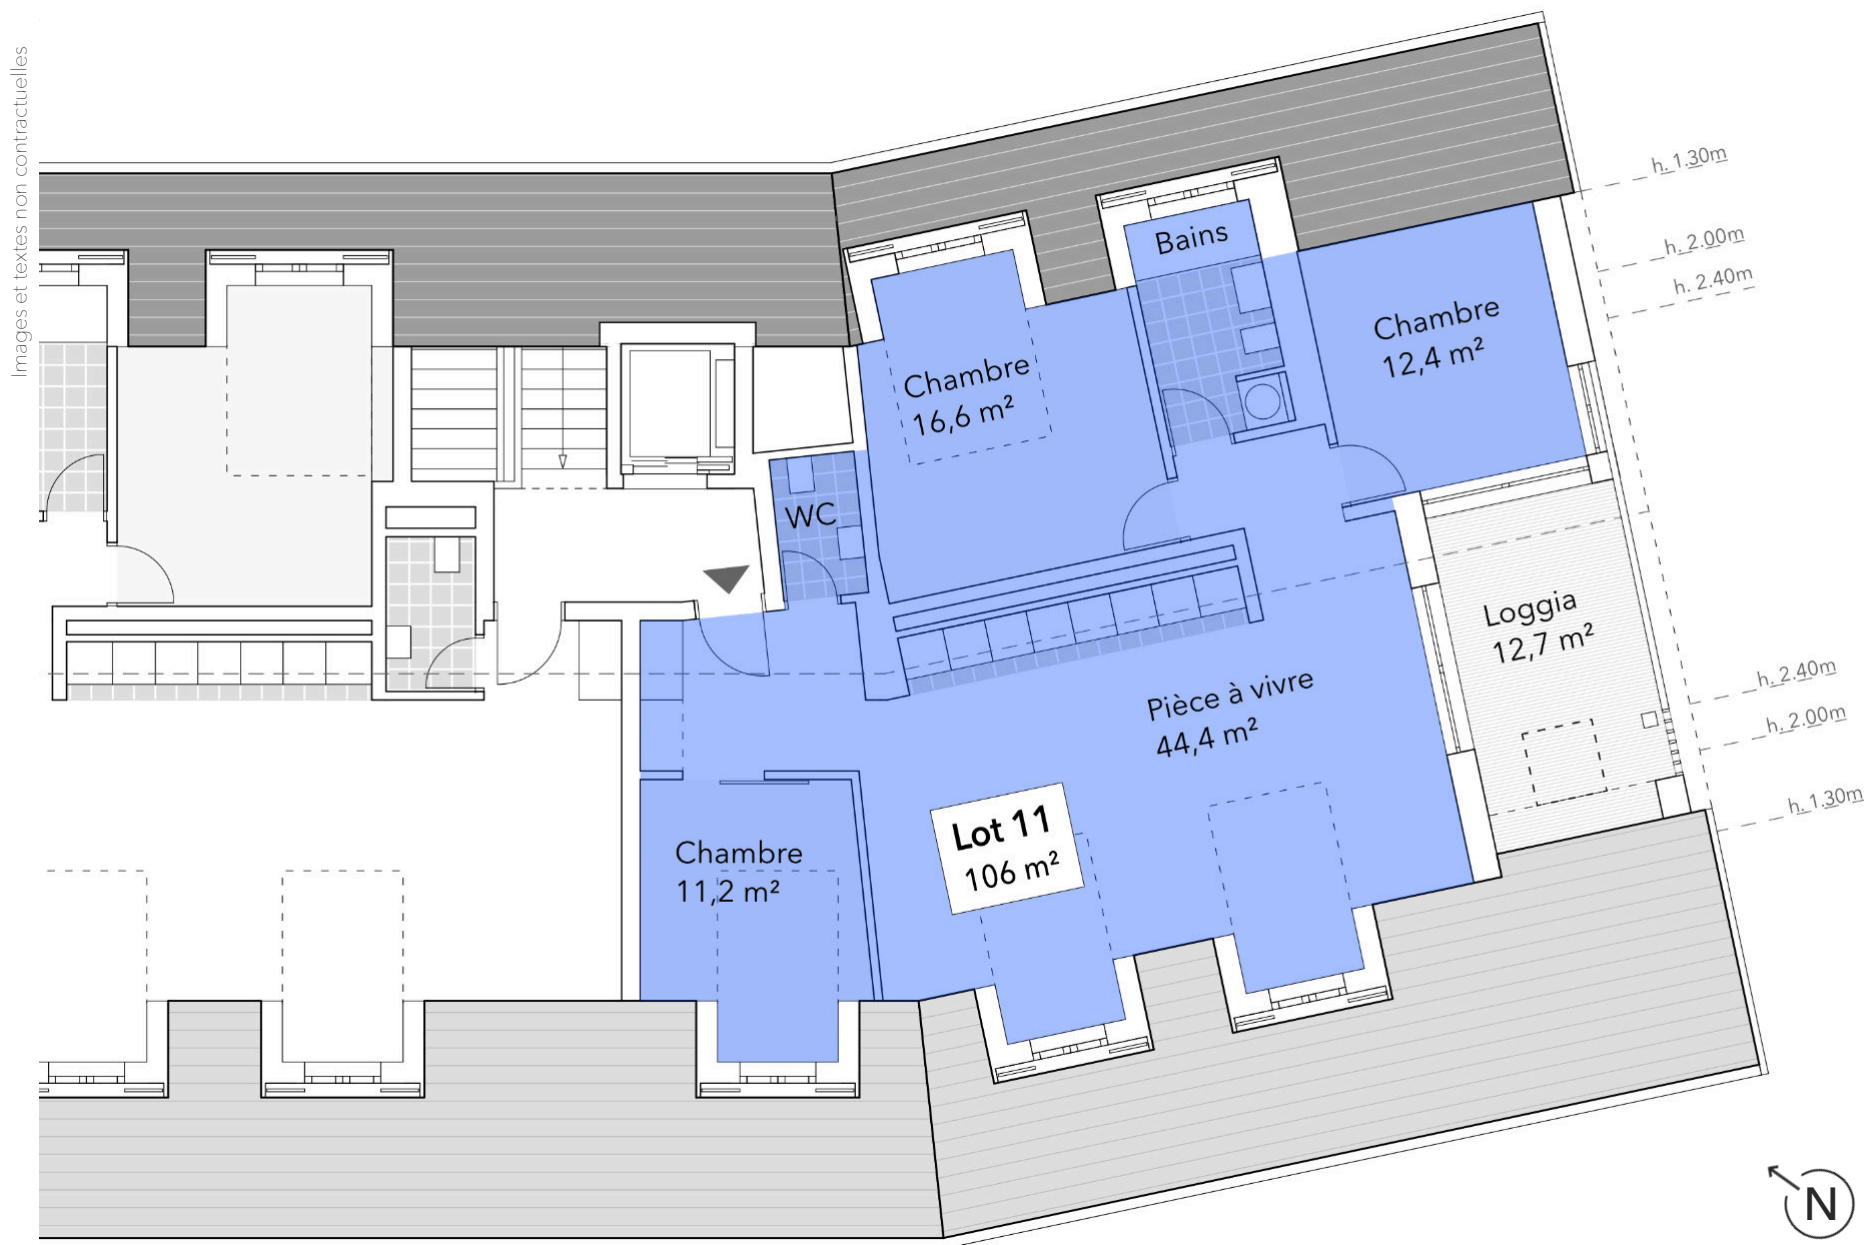 Images et textes non contractuelles
h. 1.30m
h. 2.00m
h. 2.40m
Bains
Chambre
12,4 m²
Chambre
16,6 m²
WC
Loggia
12,7 m²
Pièce à vivre
44,4 m²
h. 2.40m
h. 2.00m
h. 1.30m
Lot 11
106 m²
Chambre
11,2 m²
N